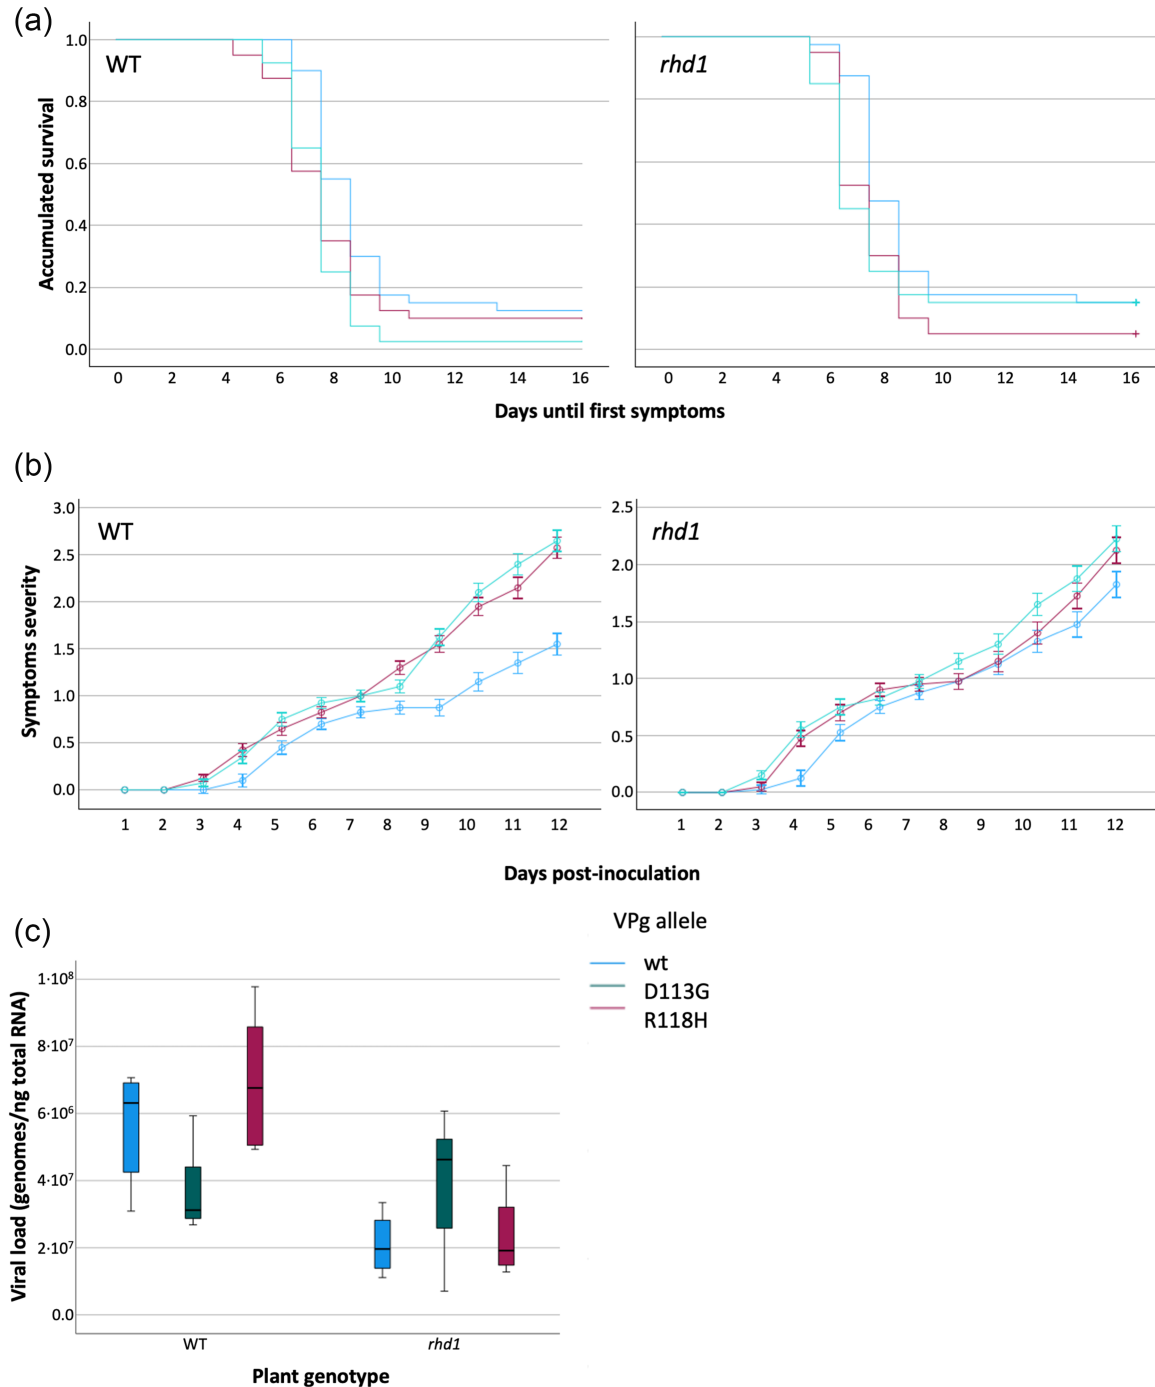 (a)
WT
rhd1
Accumulated survival
1.0
0.8
0.6
0.4
0.2
0.0
0 2 4 6 8 10 12 14 16
0 2 4 6 8 10 12 14 16
Days until first symptoms
(b)
WT
rhd1
Symptoms severity
3.0
2.5
2.0
1.5
1.0
0.5
0.0
2.5
2.0
1.5
1.0
0.5
0.0
1 2 3 4 5 6 7 8 9 10 11 12
1 2 3 4 5 6 7 8 9 10 11 12
Days post-inoculation
(c)
VPg allele
wt
D113G
R118H
Viral load (genomes/ng total RNA)
1·10⁸
8·10⁷
6·10⁶
4·10⁷
2·10⁷
0.0
WT rhd1
Plant genotype